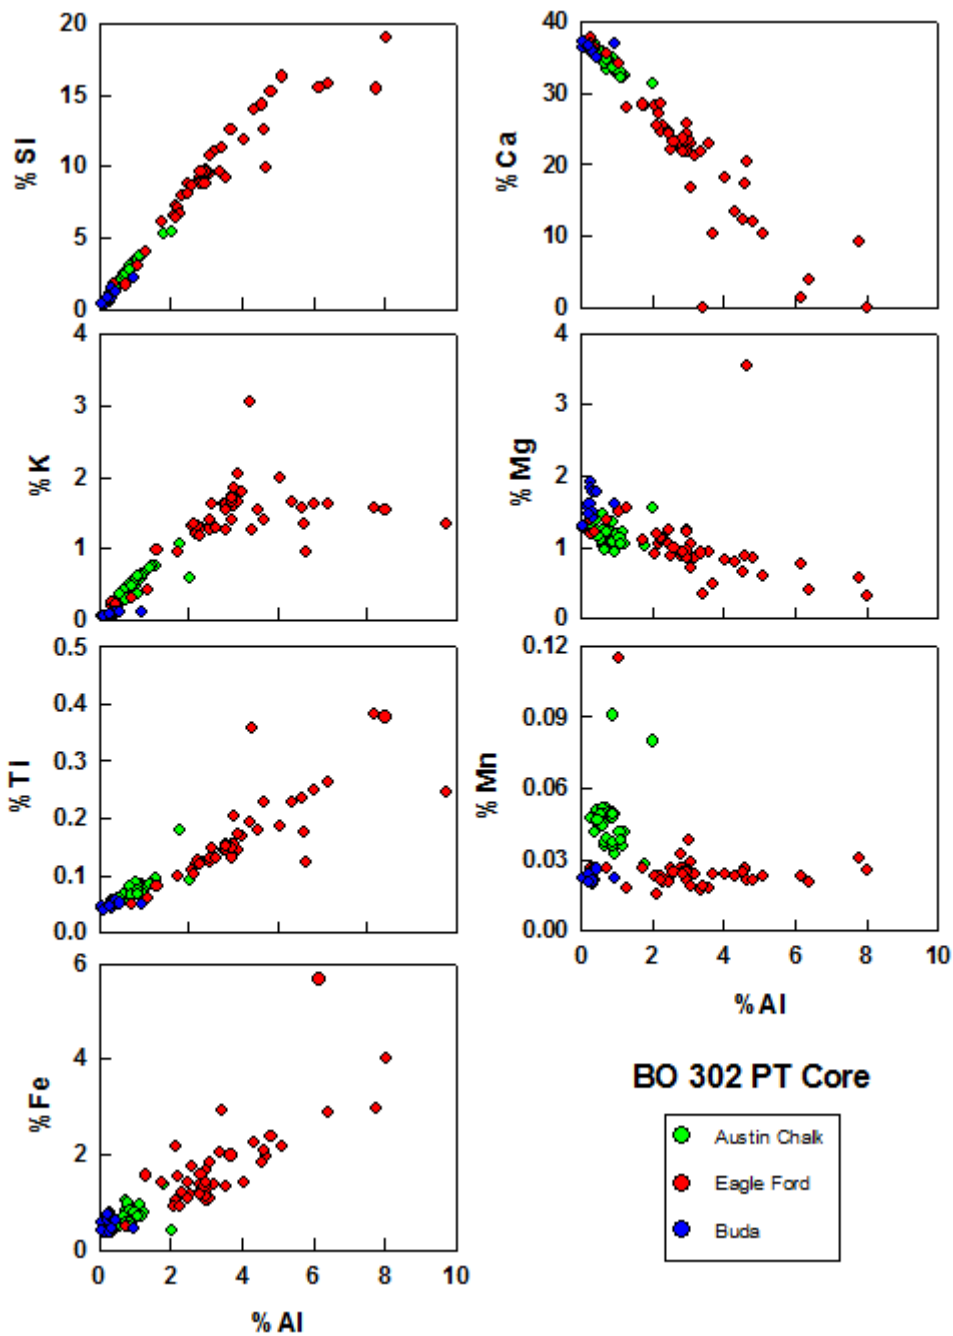 20
15
10
5
0
% SI
40
30
20
10
0
% Ca
4
3
2
1
0
% K
4
3
2
1
0
% Mg
0.5
0.4
0.3
0.2
0.1
0.0
% TI
0.12
0.09
0.06
0.03
0.00
% Mn
0 2 4 6 8 10
% Al
6
4
2
0
% Fe
0 2 4 6 8 10
% Al
BO 302 PT Core
Austin Chalk
Eagle Ford
Buda